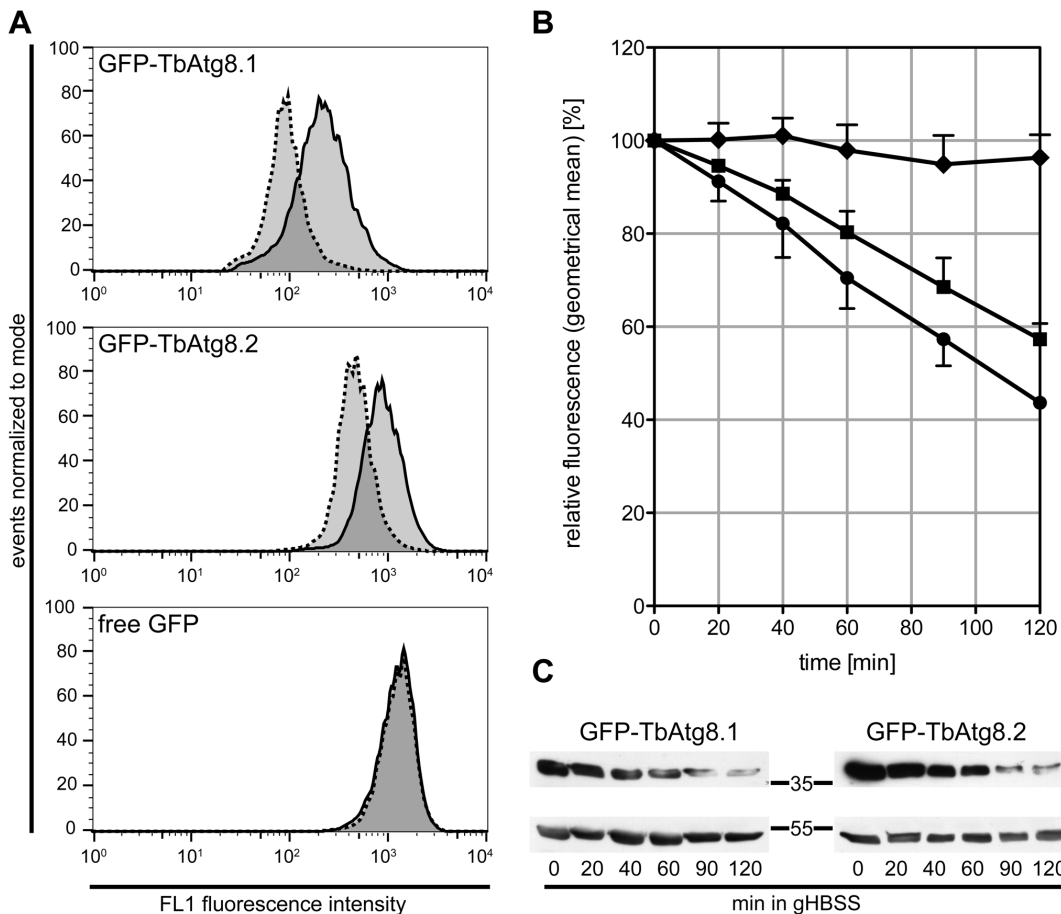 A
100
80
60
40
20
0
GFP-TbAtg8.1
10⁰ 10¹ 10² 10³ 10⁴
100
80
60
40
20
0
GFP-TbAtg8.2
10⁰ 10¹ 10² 10³ 10⁴
100
80
60
40
20
0
free GFP
10⁰ 10¹ 10² 10³ 10⁴
events normalized to mode
FL1 fluorescence intensity
B
120
100
80
60
40
20
0
relative fluorescence (geometrical mean) [%]
0 20 40 60 80 100 120
time [min]
C
GFP-TbAtg8.1 GFP-TbAtg8.2
35
55
0 20 40 60 90 120 0 20 40 60 90 120
min in gHBSS